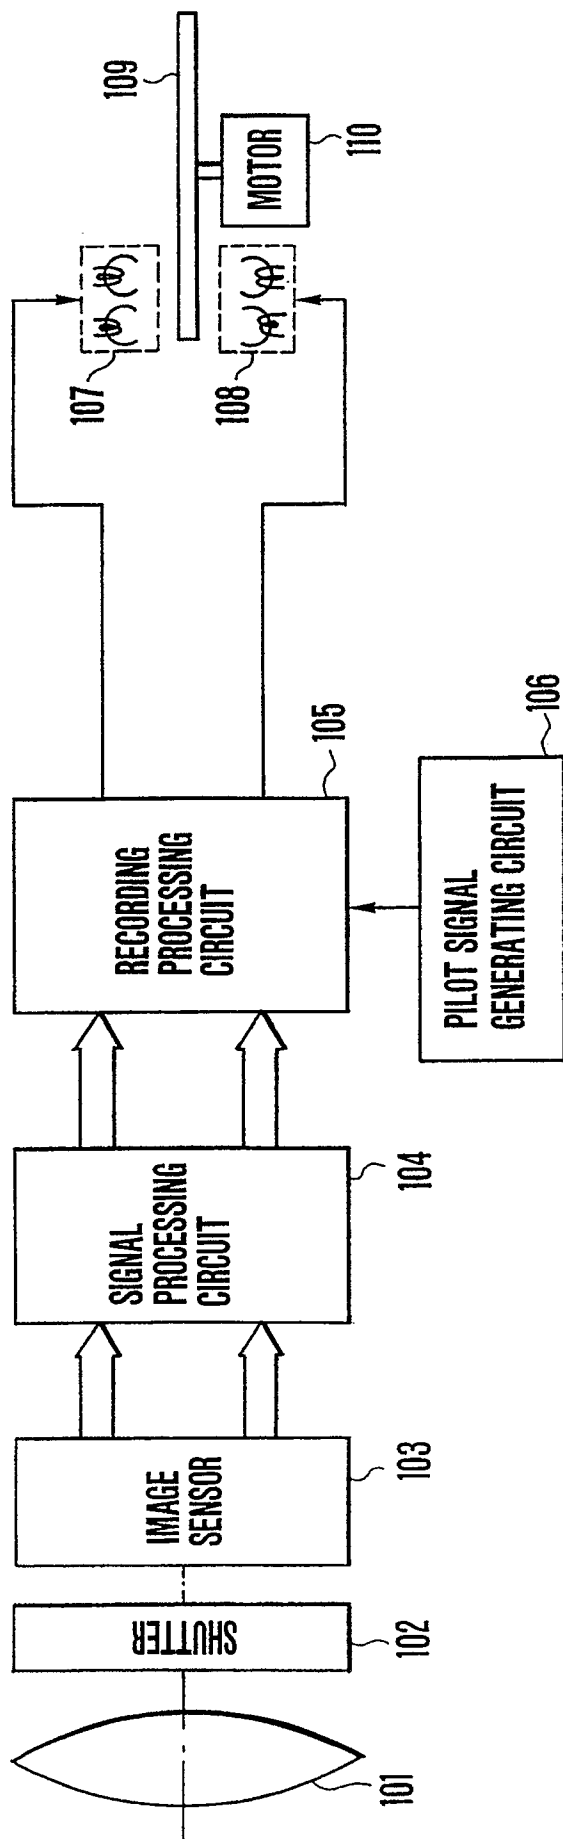 101
SHUTTER
102
IMAGE
SENSOR
103
SIGNAL
PROCESSING
CIRCUIT
104
RECORDING
PROCESSING
CIRCUIT
105
PILOT SIGNAL
GENERATING CIRCUIT
106
107
108
109
MOTOR
110